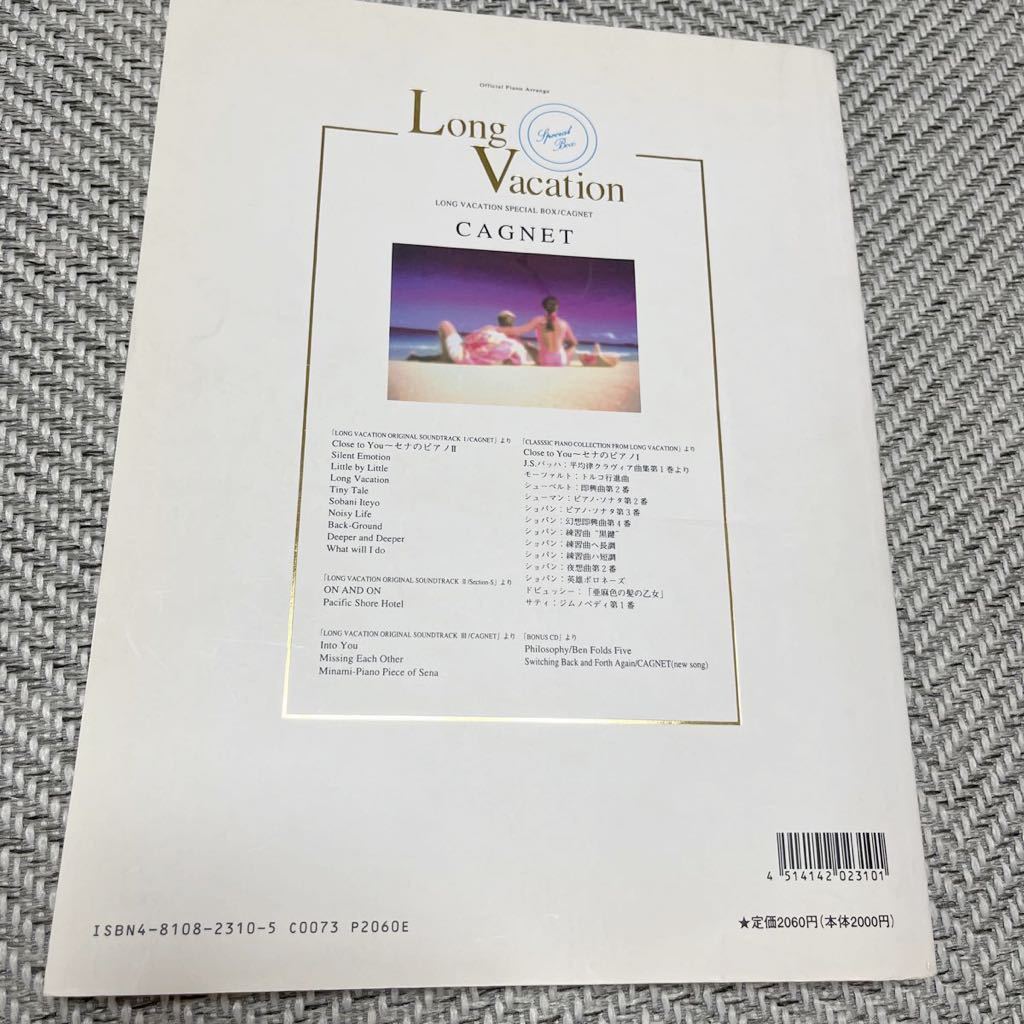 Official Piano Arrange
Long
Special
Box
Vacation
LONG VACATION SPECIAL BOX/CAGNET
CAGNET
「LONG VACATION ORIGINAL SOUNDTRACK I/CAGNET」より
Close to You〜セナのピアノII
Silent Emotion
Little by Little
Long Vacation
Tiny Tale
Sobani Iteyo
Noisy Life
Back-Ground
Deeper and Deeper
What will I do
「LONG VACATION ORIGINAL SOUNDTRACK II/Section-S」より
ON AND ON
Pacific Shore Hotel
「LONG VACATION ORIGINAL SOUNDTRACK III/CAGNET」より
Into You
Missing Each Other
Minami-Piano Piece of Sena
「CLASSSIC PIANO COLLECTION FROM LONG VACATION」より
Close to You〜セナのピアノI
J.S.バッハ：平均律クラヴィア曲集第1巻より
モーツァルト：トルコ行進曲
シューベルト：即興曲第2番
シューマン：ピアノ・ソナタ第2番
ショパン：ピアノ・ソナタ第3番
ショパン：幻想即興曲第4番
ショパン：練習曲"黒鍵"
ショパン：練習曲ヘ長調
ショパン：練習曲ハ短調
ショパン：夜想曲第2番
ショパン：英雄ポロネーズ
ドビュッシー：「亜麻色の髪の乙女」
サティ：ジムノペディ第1番
「BONUS CD」より
Philosophy/Ben Folds Five
Switching Back and Forth Again/CAGNET(new song)
4 514142 023101
ISBN4-8108-2310-5 C0073 P2060E
★定価2060円(本体2000円)